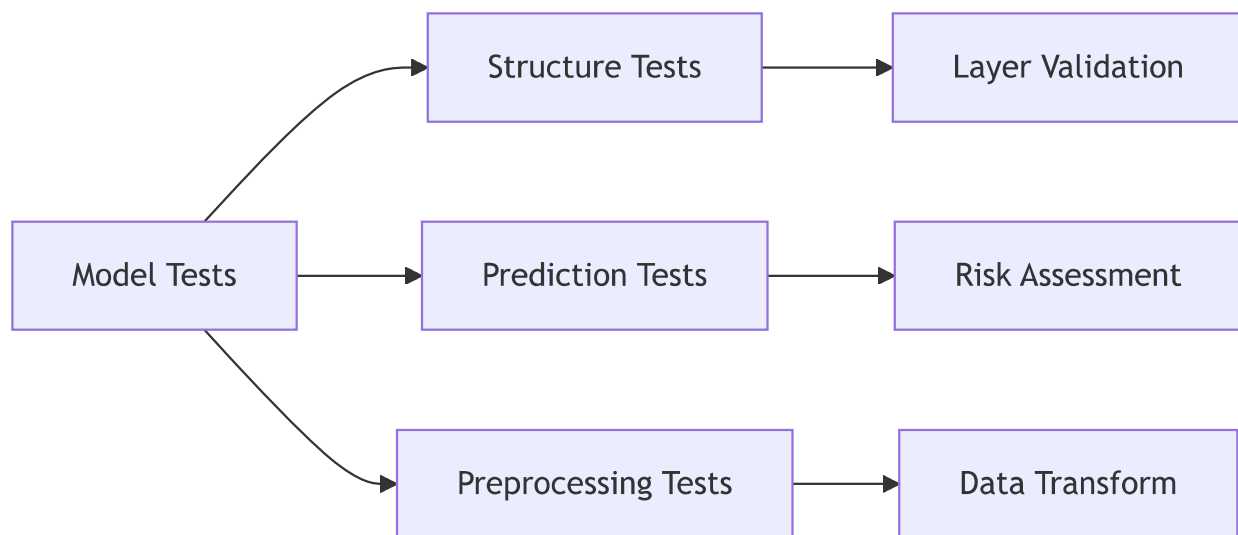 Structure Tests
Layer Validation
Model Tests
Prediction Tests
Risk Assessment
Preprocessing Tests
Data Transform